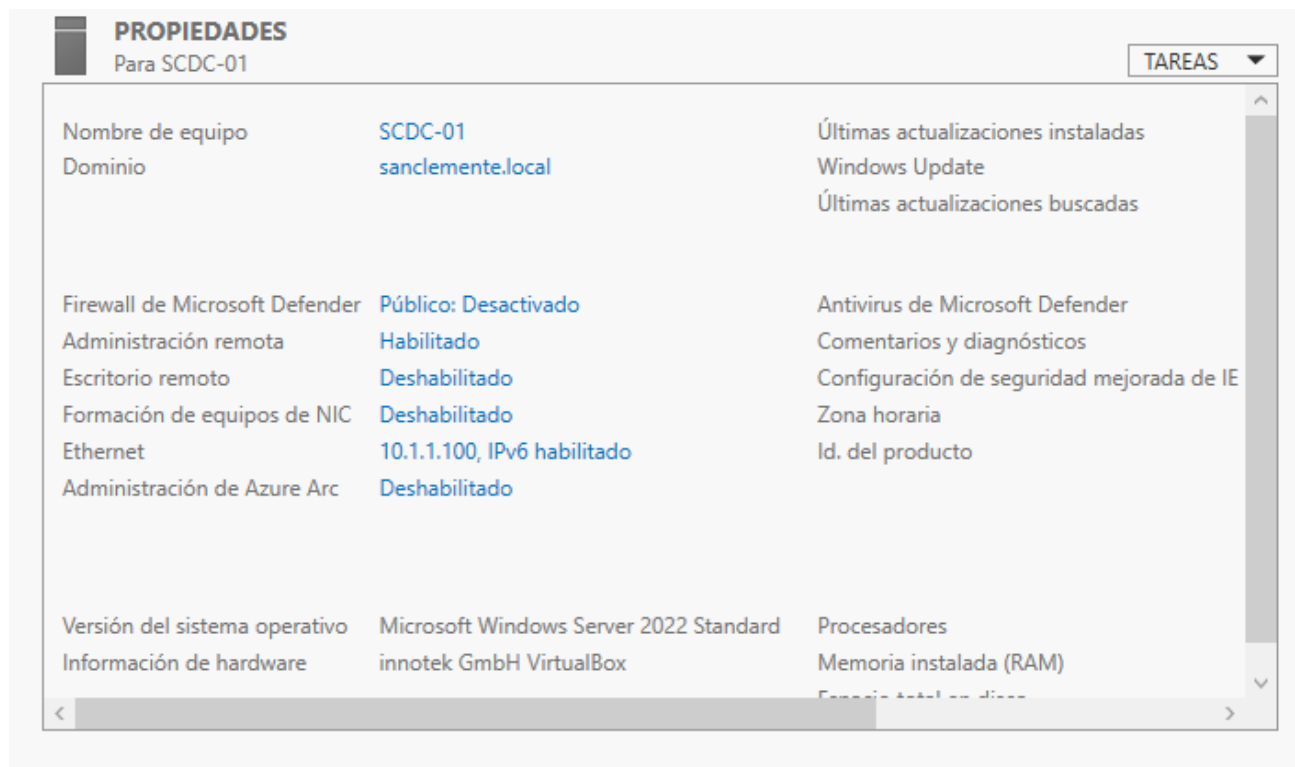 PROPIEDADES
Para SCDC-01
TAREAS
Nombre de equipo SCDC-01 Últimas actualizaciones instaladas
Dominio sanclemente.local Windows Update
Últimas actualizaciones buscadas
Firewall de Microsoft Defender Público: Desactivado Antivirus de Microsoft Defender
Administración remota Habilitado Comentarios y diagnósticos
Escritorio remoto Deshabilitado Configuración de seguridad mejorada de IE
Formación de equipos de NIC Deshabilitado Zona horaria
Ethernet 10.1.1.100, IPv6 habilitado Id. del producto
Administración de Azure Arc Deshabilitado
Versión del sistema operativo Microsoft Windows Server 2022 Standard Procesadores
Información de hardware innotek GmbH VirtualBox Memoria instalada (RAM)
Espacio total en disco